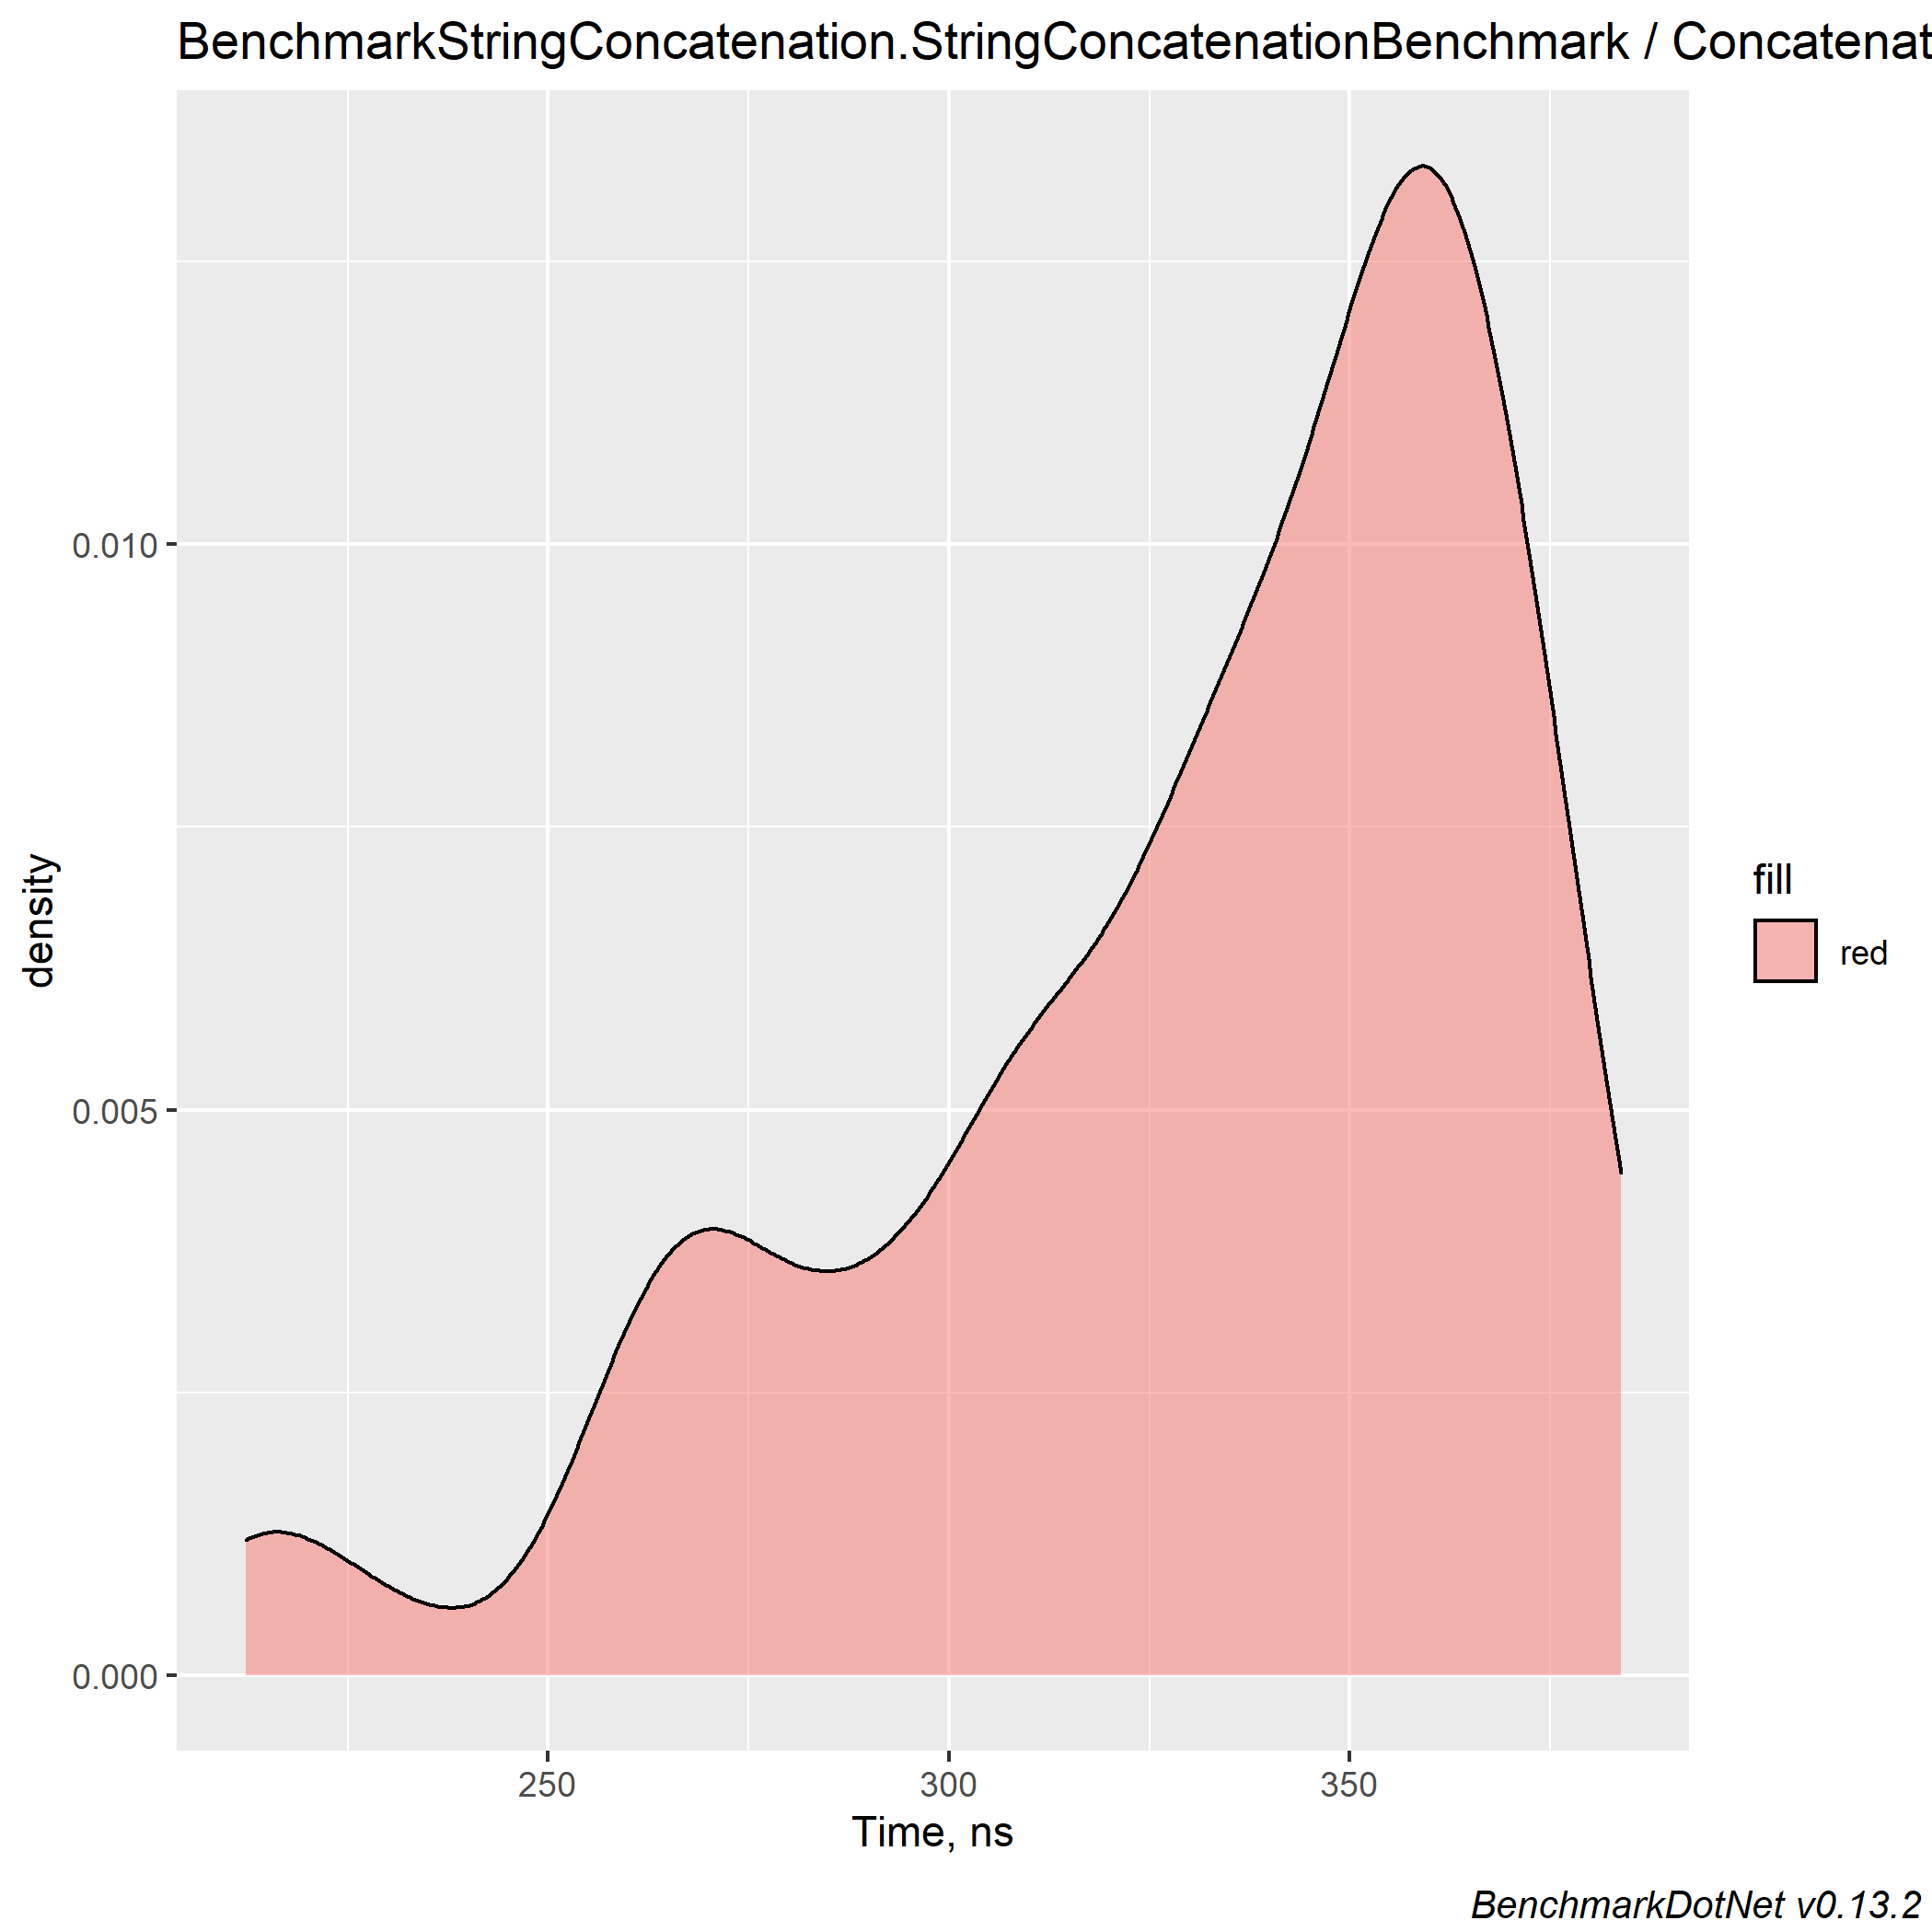 BenchmarkStringConcatenation.StringConcatenationBenchmark / Concatenat
0.010
0.005
0.000
density
250 300 350
Time, ns
fill
red
BenchmarkDotNet v0.13.2